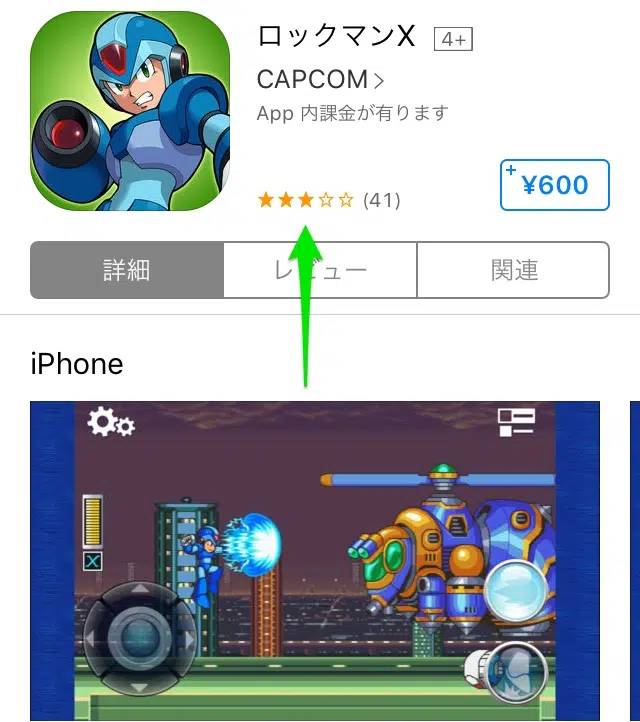 ロックマンX 4+
CAPCOM >
App 内課金が有ります
★★★☆☆ (41)
+ ¥600
詳細
レビュー
関連
iPhone
X